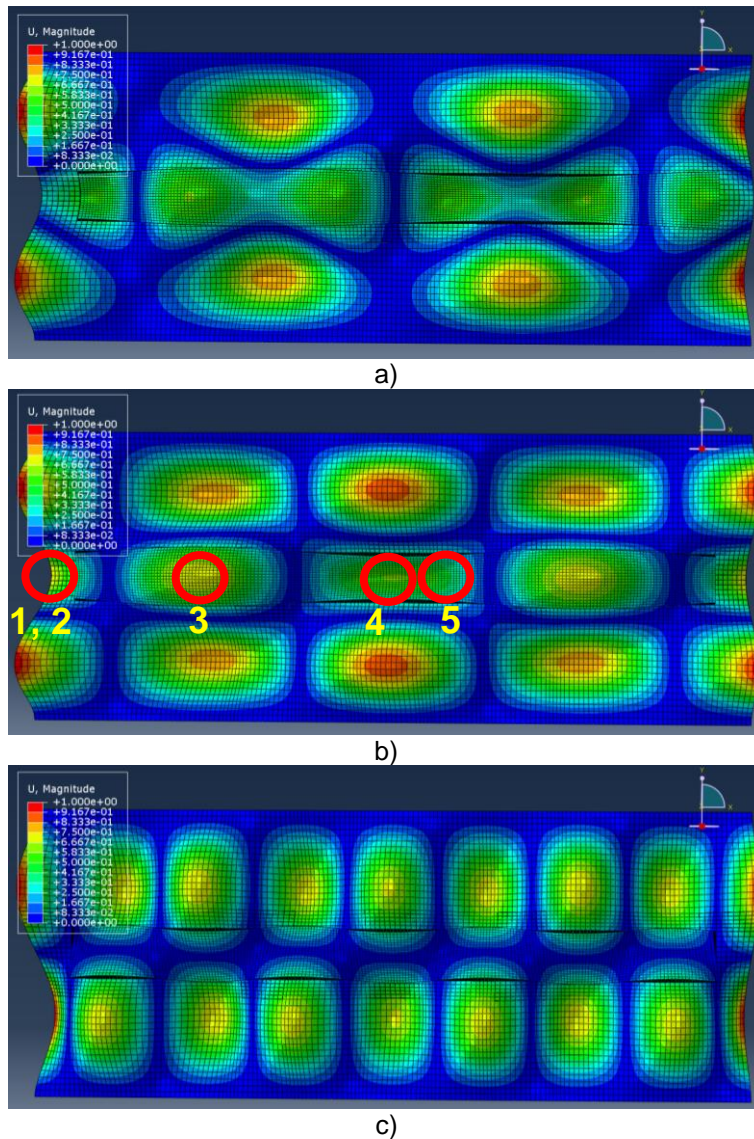 U, Magnitude
+1.000e+00
+9.167e-01
+8.333e-01
+7.500e-01
+6.667e-01
+5.833e-01
+5.000e-01
+4.167e-01
+3.333e-01
+2.500e-01
+1.667e-01
+8.333e-02
+0.000e+00
a)
U, Magnitude
+1.000e+00
+9.167e-01
+8.333e-01
+7.500e-01
+6.667e-01
+5.833e-01
+5.000e-01
+4.167e-01
+3.333e-01
+2.500e-01
+1.667e-01
+8.333e-02
+0.000e+00
1, 2
3
4
5
b)
U, Magnitude
+1.000e+00
+9.167e-01
+8.333e-01
+7.500e-01
+6.667e-01
+5.833e-01
+5.000e-01
+4.167e-01
+3.333e-01
+2.500e-01
+1.667e-01
+8.333e-02
+0.000e+00
c)